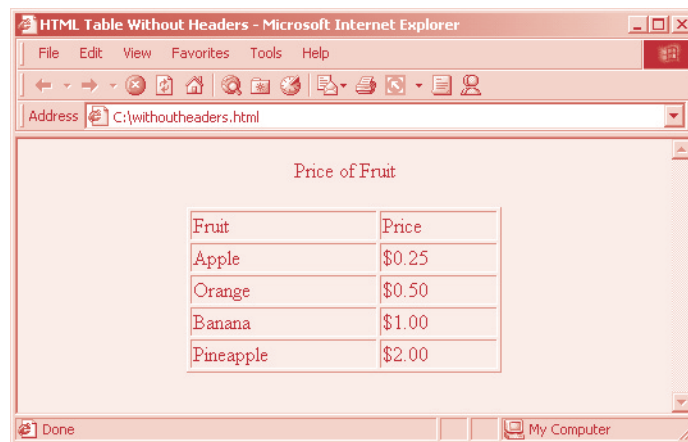 HTML Table Without Headers - Microsoft Internet Explorer
File Edit View Favorites Tools Help
Address C:\withoutheaders.html
Price of Fruit
Fruit Price
Apple $0.25
Orange $0.50
Banana $1.00
Pineapple $2.00
Done My Computer